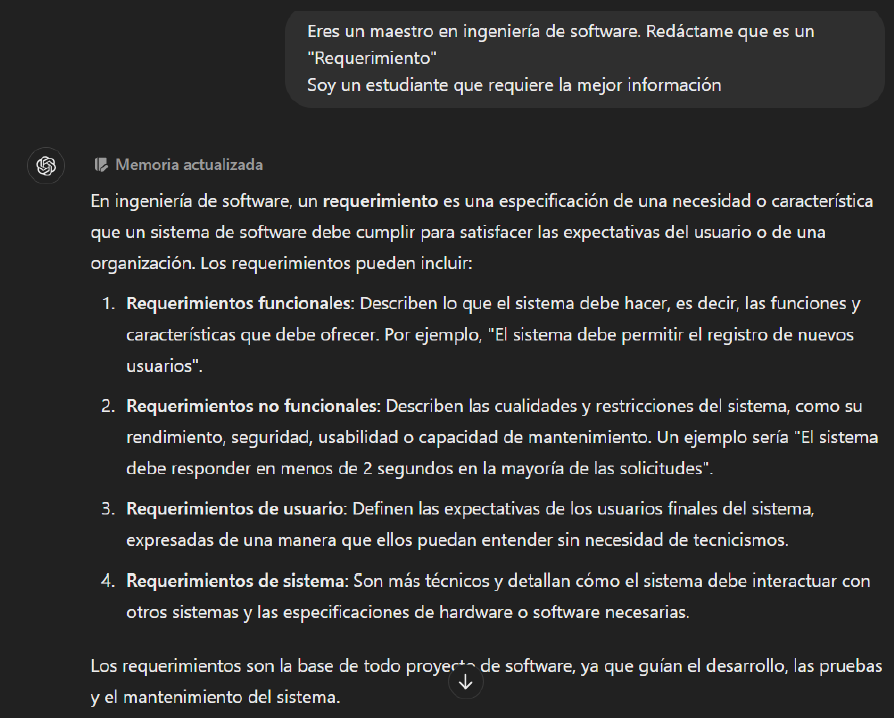 Eres un maestro en ingeniería de software. Redáctame que es un
"Requerimiento"
Soy un estudiante que requiere la mejor información
Memoria actualizada
En ingeniería de software, un requerimiento es una especificación de una necesidad o característica
que un sistema de software debe cumplir para satisfacer las expectativas del usuario o de una
organización. Los requerimientos pueden incluir:
1. Requerimientos funcionales: Describen lo que el sistema debe hacer, es decir, las funciones y
características que debe ofrecer. Por ejemplo, "El sistema debe permitir el registro de nuevos
usuarios".
2. Requerimientos no funcionales: Describen las cualidades y restricciones del sistema, como su
rendimiento, seguridad, usabilidad o capacidad de mantenimiento. Un ejemplo sería "El sistema
debe responder en menos de 2 segundos en la mayoría de las solicitudes".
3. Requerimientos de usuario: Definen las expectativas de los usuarios finales del sistema,
expresadas de una manera que ellos puedan entender sin necesidad de tecnicismos.
4. Requerimientos de sistema: Son más técnicos y detallan cómo el sistema debe interactuar con
otros sistemas y las especificaciones de hardware o software necesarias.
Los requerimientos son la base de todo proyecto de software, ya que guían el desarrollo, las pruebas
y el mantenimiento del sistema.